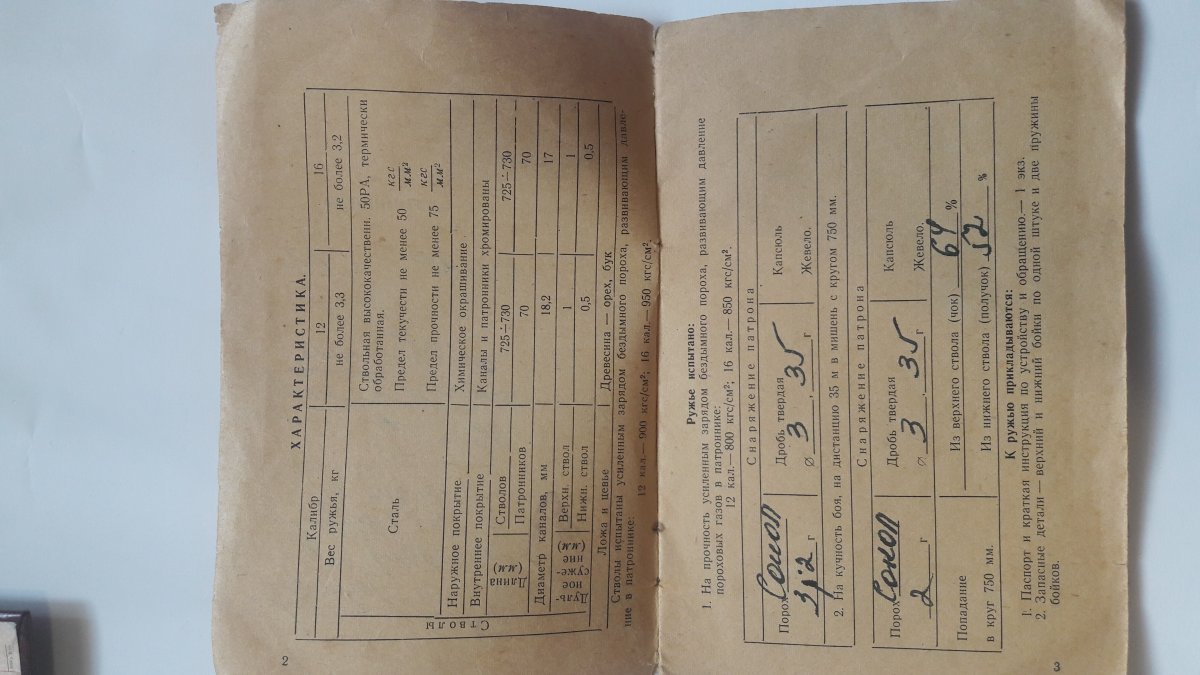 ХАРАКТЕРИСТИКА.
Калибр 12 16
Вес ружья, кг не более 3,3 не более 3,2
Стволы
Сталь
Ствольная высококачественн. 50РА, термически
обработанная.
Предел текучести не менее 50 кгс/мм²
Предел прочности не менее 75 кгс/мм²
Наружное покрытие Химическое окрашивание
Внутреннее покрытие Каналы и патронники хромированы
Длина (мм) Стволов 725÷730 725÷730
Патронников 70 70
Диаметр каналов, мм 18,2 17
Дуль-
ное
суже-
ние
(мм)
Верхн. ствол 1 1
Нижн. ствол 0,5 0,5
Ложа и цевье Древесина — орех, бук
Стволы испытаны усиленным зарядом бездымного пороха, развивающим давле-
ние в патроннике: 12 кал.— 900 кгс/см²; 16 кал.—950 кгс/см².
2
Ружье испытано:
1. На прочность усиленным зарядом бездымного пороха, развивающим давление
пороховых газов в патроннике:
12 кал.— 800 кгс/см²; 16 кал.— 850 кгс/см².
Снаряжение патрона
Порох Сокол Дробь твердая Капсюль
3,2 г ⌀ 3, 35 г Жевело.
2. На кучность боя, на дистанцию 35 м в мишень с кругом 750 мм.
Снаряжение патрона
Порох Сокол Дробь твердая Капсюль
2 г ⌀ 3, 35 г Жевело.
Попадание Из верхнего ствола (чок) 64 %
в круг 750 мм. Из нижнего ствола (получок) 52 %
К ружью прикладываются:
1. Паспорт и краткая инструкция по устройству и обращению.— 1 экз.
2. Запасные детали — верхний и нижний бойки по одной штуке и две пружины
бойков.
3